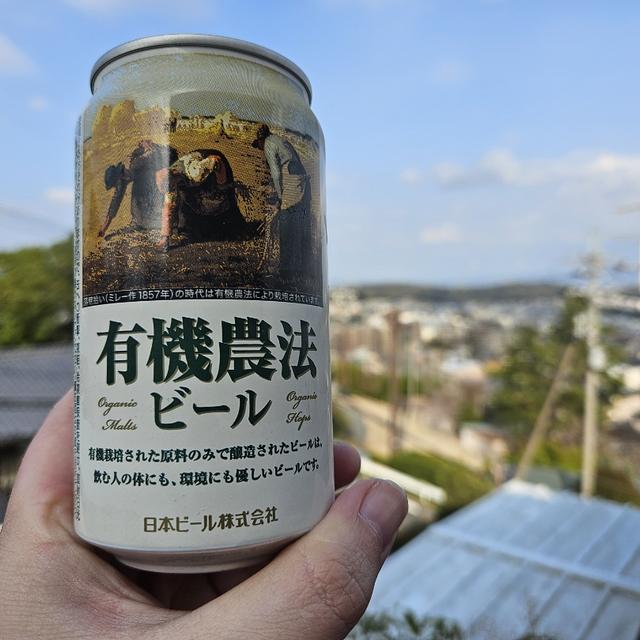 落穂拾い(ミレー作1857年)の時代は有機農法により栽培されています
有機農法
ビール
Organic
Malts
Organic
Hops
有機栽培された原料のみで醸造されたビールは、
飲む人の体にも、環境にも優しいビールです。
日本ビール株式会社